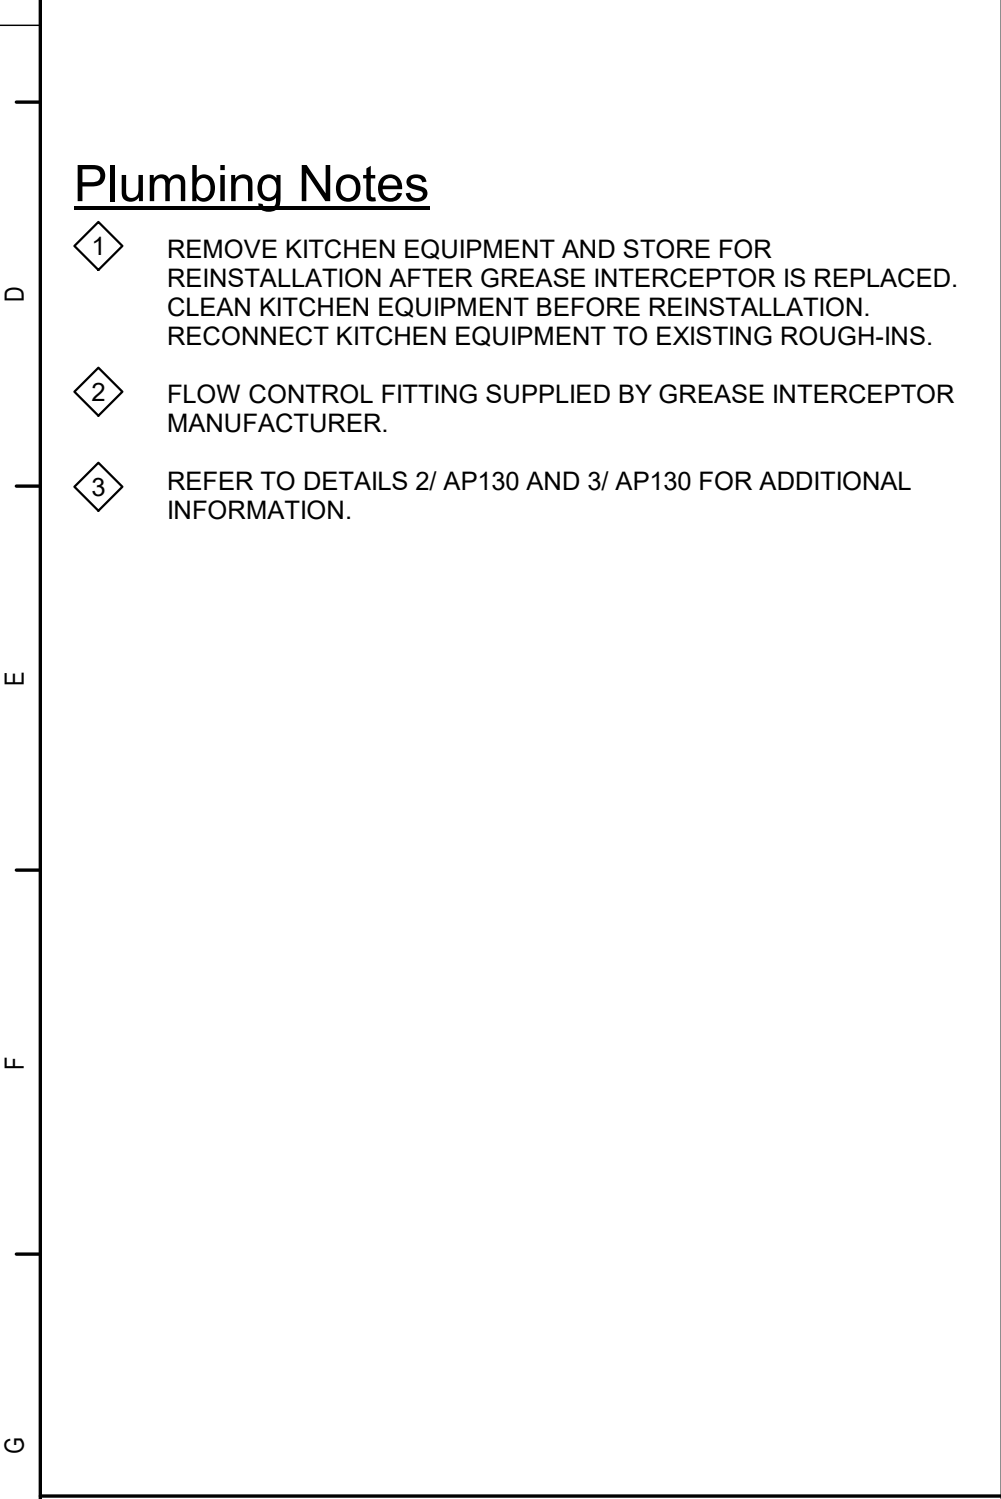 Plumbing Notes
1
REMOVE KITCHEN EQUIPMENT AND STORE FOR
REINSTALLATION AFTER GREASE INTERCEPTOR IS REPLACED.
CLEAN KITCHEN EQUIPMENT BEFORE REINSTALLATION.
RECONNECT KITCHEN EQUIPMENT TO EXISTING ROUGH-INS.
2
FLOW CONTROL FITTING SUPPLIED BY GREASE INTERCEPTOR
MANUFACTURER.
3
REFER TO DETAILS 2/ AP130 AND 3/ AP130 FOR ADDITIONAL
INFORMATION.
D
E
F
G